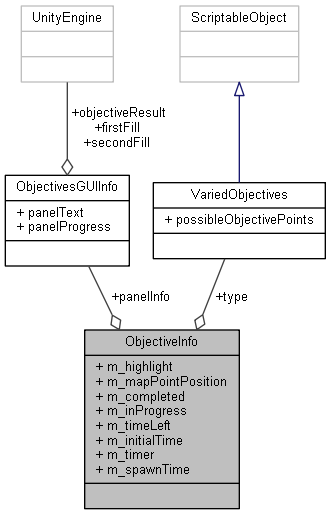 UnityEngine
ScriptableObject
+objectiveResult
+firstFill
+secondFill
ObjectivesGUIInfo
+ panelText
+ panelProgress
VariedObjectives
+ possibleObjectivePoints
+panelInfo
+type
ObjectiveInfo
+ m_highlight
+ m_mapPointPosition
+ m_completed
+ m_inProgress
+ m_timeLeft
+ m_initialTime
+ m_timer
+ m_spawnTime